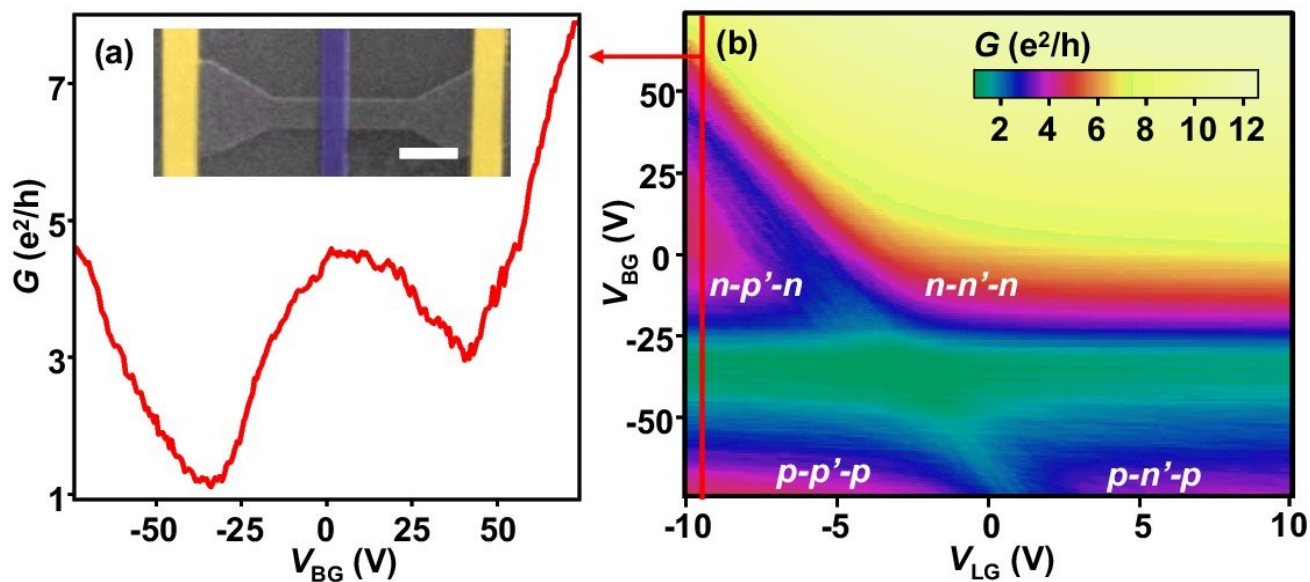 (a)
7
5
3
1
G (e²/h)
-50 -25 0 25 50
V_BG (V)
(b)
G (e²/h)
2 4 6 8 10 12
50
25
0
-25
-50
V_BG (V)
n-p’-n n-n’-n
p-p’-p p-n’-p
-10 -5 0 5 10
V_LG (V)